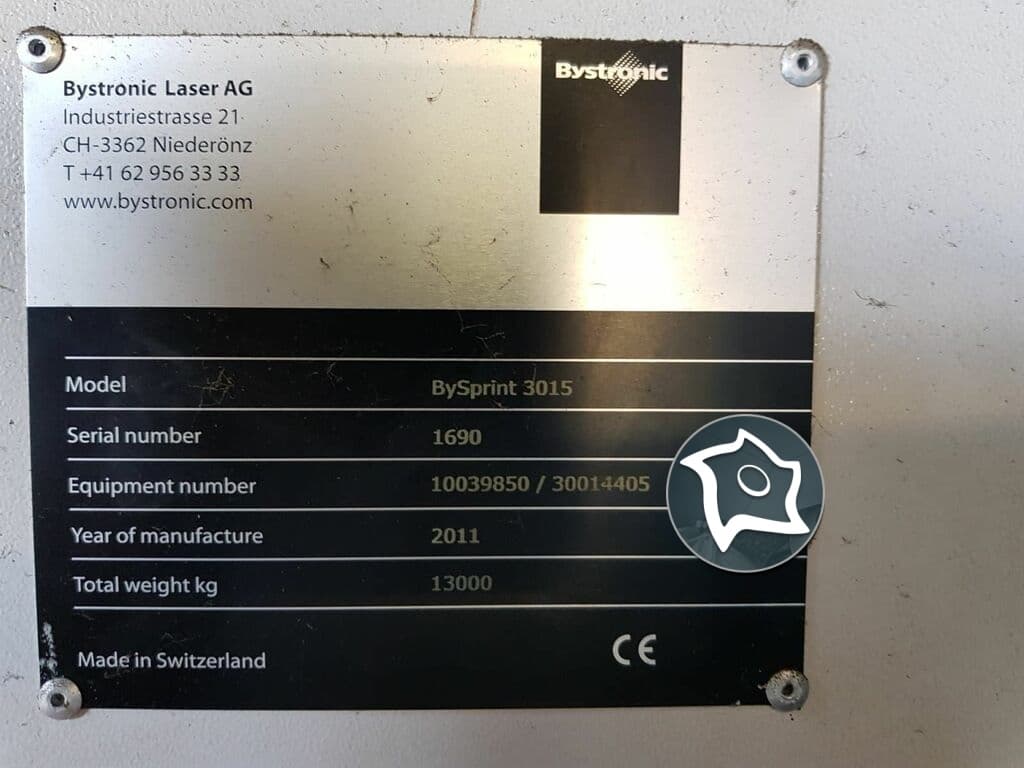 Bystronic Laser AG
Industriestrasse 21
CH-3362 Niederönz
T +41 62 956 33 33
www.bystronic.com
Bystronic
Model BySprint 3015
Serial number 1690
Equipment number 10039850 / 30014405
Year of manufacture 2011
Total weight kg 13000
Made in Switzerland CE